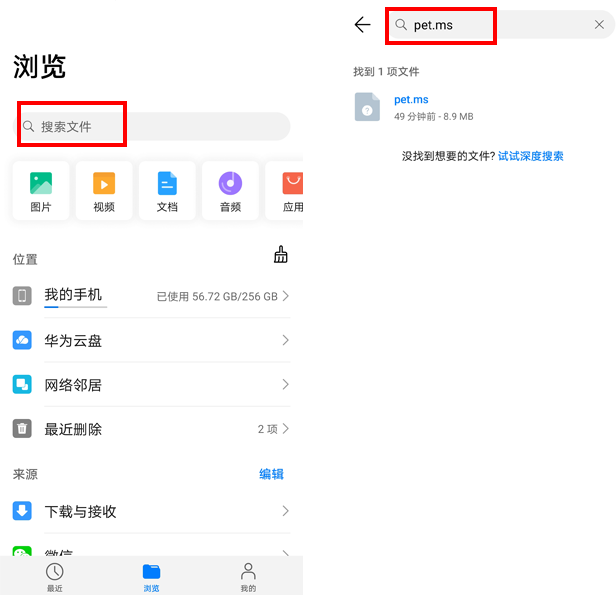 浏览
搜索文件
图片
视频
文档
音频
应用
位置
我的手机
已使用 56.72 GB/256 GB
华为云盘
网络邻居
最近删除
2 项
来源
编辑
下载与接收
微信
最近
浏览
我的
pet.ms
找到 1 项文件
pet.ms
49 分钟前 - 8.9 MB
没找到想要的文件? 试试深度搜索